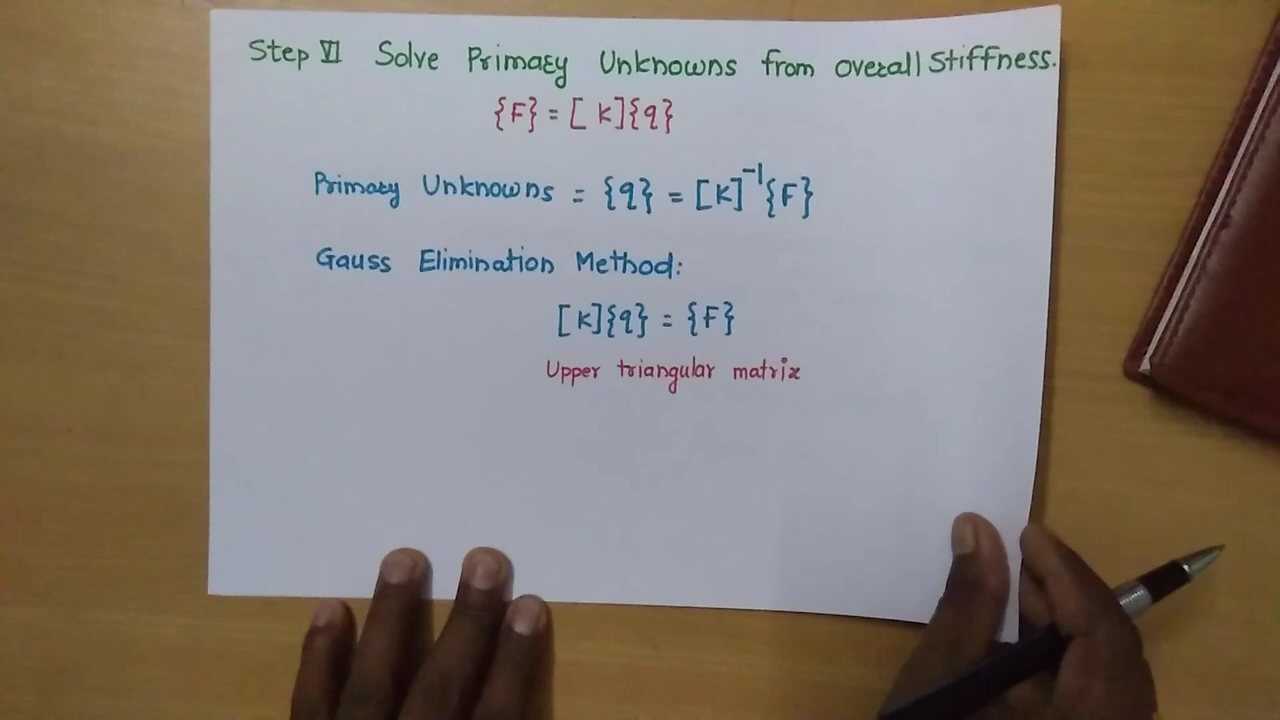 Step VI Solve Primary Unknowns from overall Stiffness.
{F} = [K]{q}
Primary Unknowns = {q} = [K]⁻¹{F}
Gauss Elimination Method:
[K]{q} = {F}
Upper triangular matrix